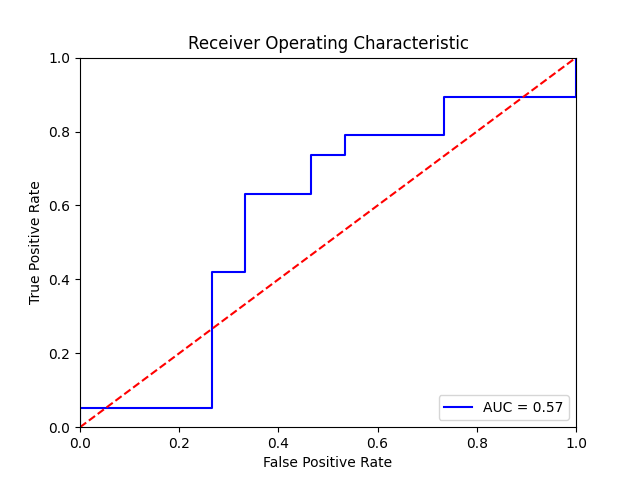 Receiver Operating Characteristic
True Positive Rate
1.0
0.8
0.6
0.4
0.2
0.0
0.0 0.2 0.4 0.6 0.8 1.0
False Positive Rate
AUC = 0.57